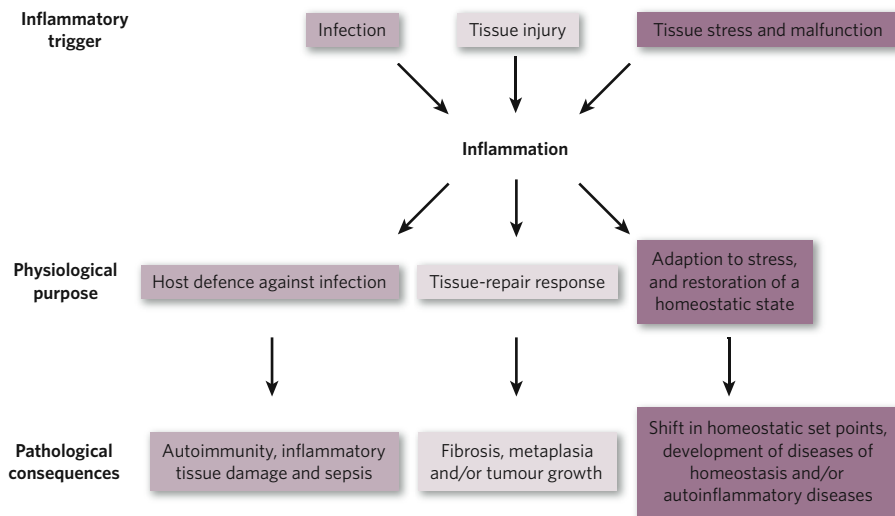 Inflammatory
trigger
Infection
Tissue injury
Tissue stress and malfunction
Inflammation
Physiological
purpose
Host defence against infection
Tissue-repair response
Adaption to stress,
and restoration of a
homeostatic state
Pathological
consequences
Autoimmunity, inflammatory
tissue damage and sepsis
Fibrosis, metaplasia
and/or tumour growth
Shift in homeostatic set points,
development of diseases of
homeostasis and/or
autoinflammatory diseases